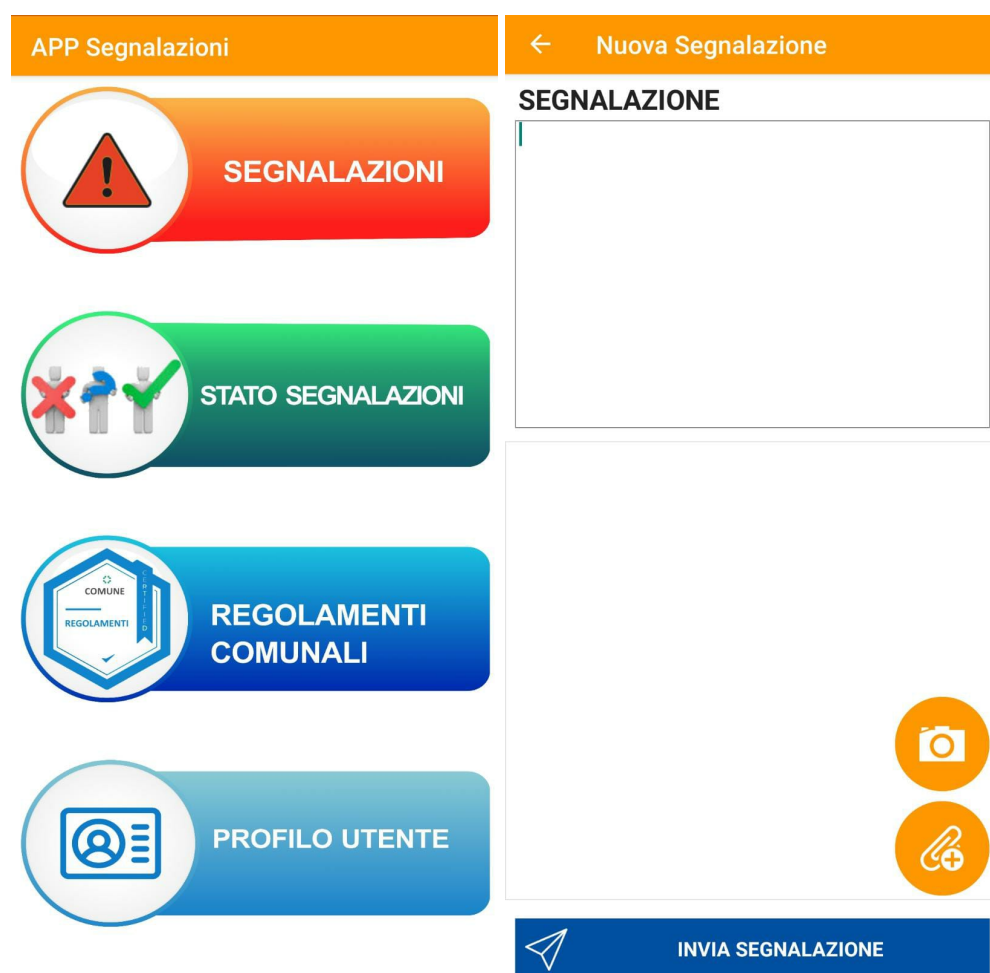 APP Segnalazioni
SEGNALAZIONI
STATO SEGNALAZIONI
COMUNE
REGOLAMENTI
CERTIFIED
REGOLAMENTI
COMUNALI
PROFILO UTENTE
Nuova Segnalazione
SEGNALAZIONE
INVIA SEGNALAZIONE